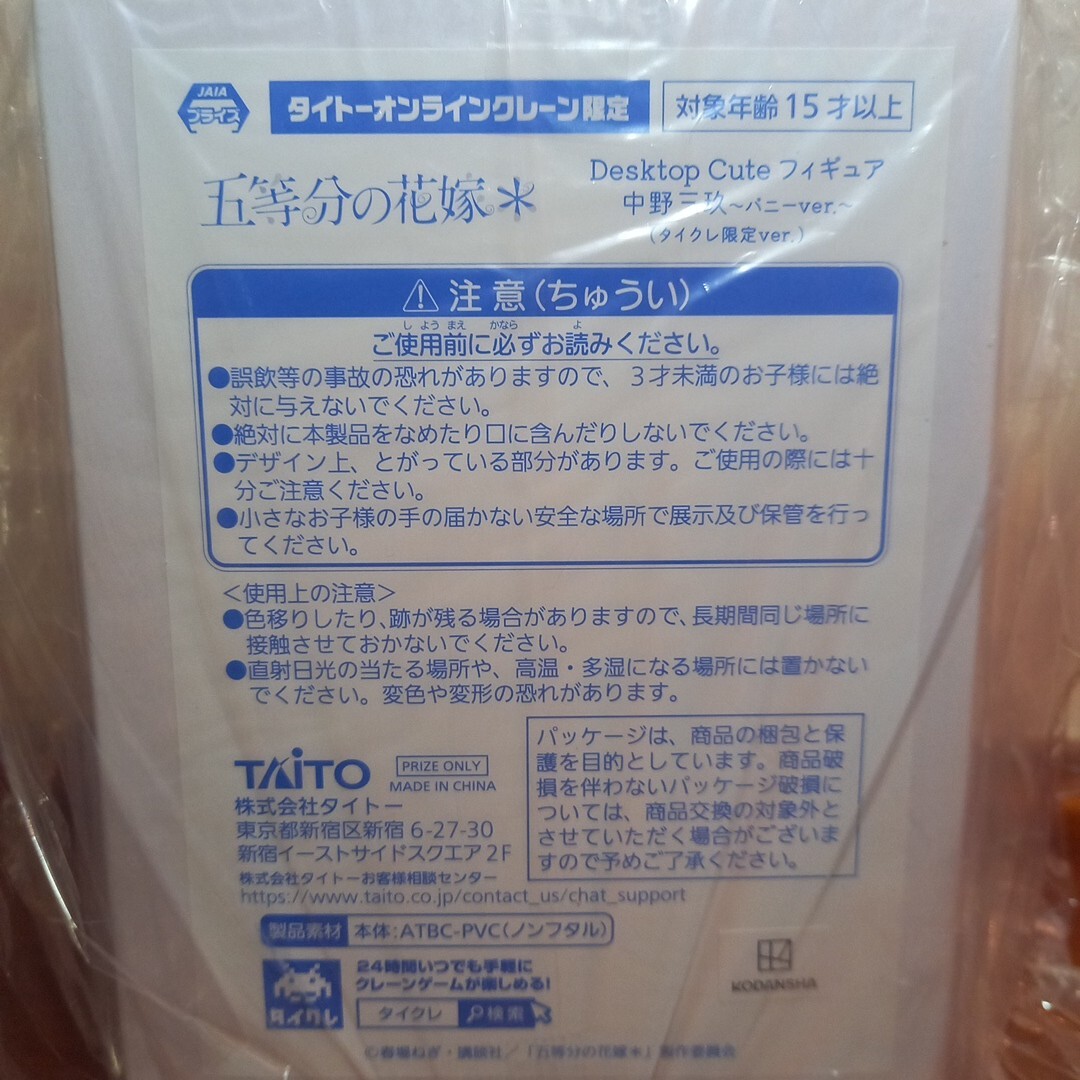 JAIA
プライズ
タイトーオンラインクレーン限定
対象年齢15才以上
五等分の花嫁＊
Desktop Cute フィギュア
中野三玖～バニーver.～
(タイクレ限定ver.)
⚠注意(ちゅうい)
しようまえ かなら よ
ご使用前に必ずお読みください。
●誤飲等の事故の恐れがありますので、3才未満のお子様には絶
対に与えないでください。
●絶対に本製品をなめたり口に含んだりしないでください。
●デザイン上、とがっている部分があります。ご使用の際には十
分ご注意ください。
●小さなお子様の手の届かない安全な場所で展示及び保管を行っ
てください。
＜使用上の注意＞
●色移りしたり、跡が残る場合がありますので、長期間同じ場所に
接触させておかないでください。
●直射日光の当たる場所や、高温・多湿になる場所には置かない
でください。変色や変形の恐れがあります。
TAITO
PRIZE ONLY
MADE IN CHINA
株式会社タイトー
東京都新宿区新宿6-27-30
新宿イーストサイドスクエア2F
株式会社タイトーお客様相談センター
https://www.taito.co.jp/contact_us/chat_support
パッケージは、商品の梱包と保
護を目的としています。商品破
損を伴わないパッケージ破損に
ついては、商品交換の対象外と
させていただく場合がございま
すので予めご了承ください。
製品素材 本体:ATBC-PVC(ノンフタル)
タイクレ
24時間いつでも手軽に
クレーンゲームが楽しめる!
タイクレ 検索
KODANSHA
©春場ねぎ・講談社／「五等分の花嫁＊」製作委員会